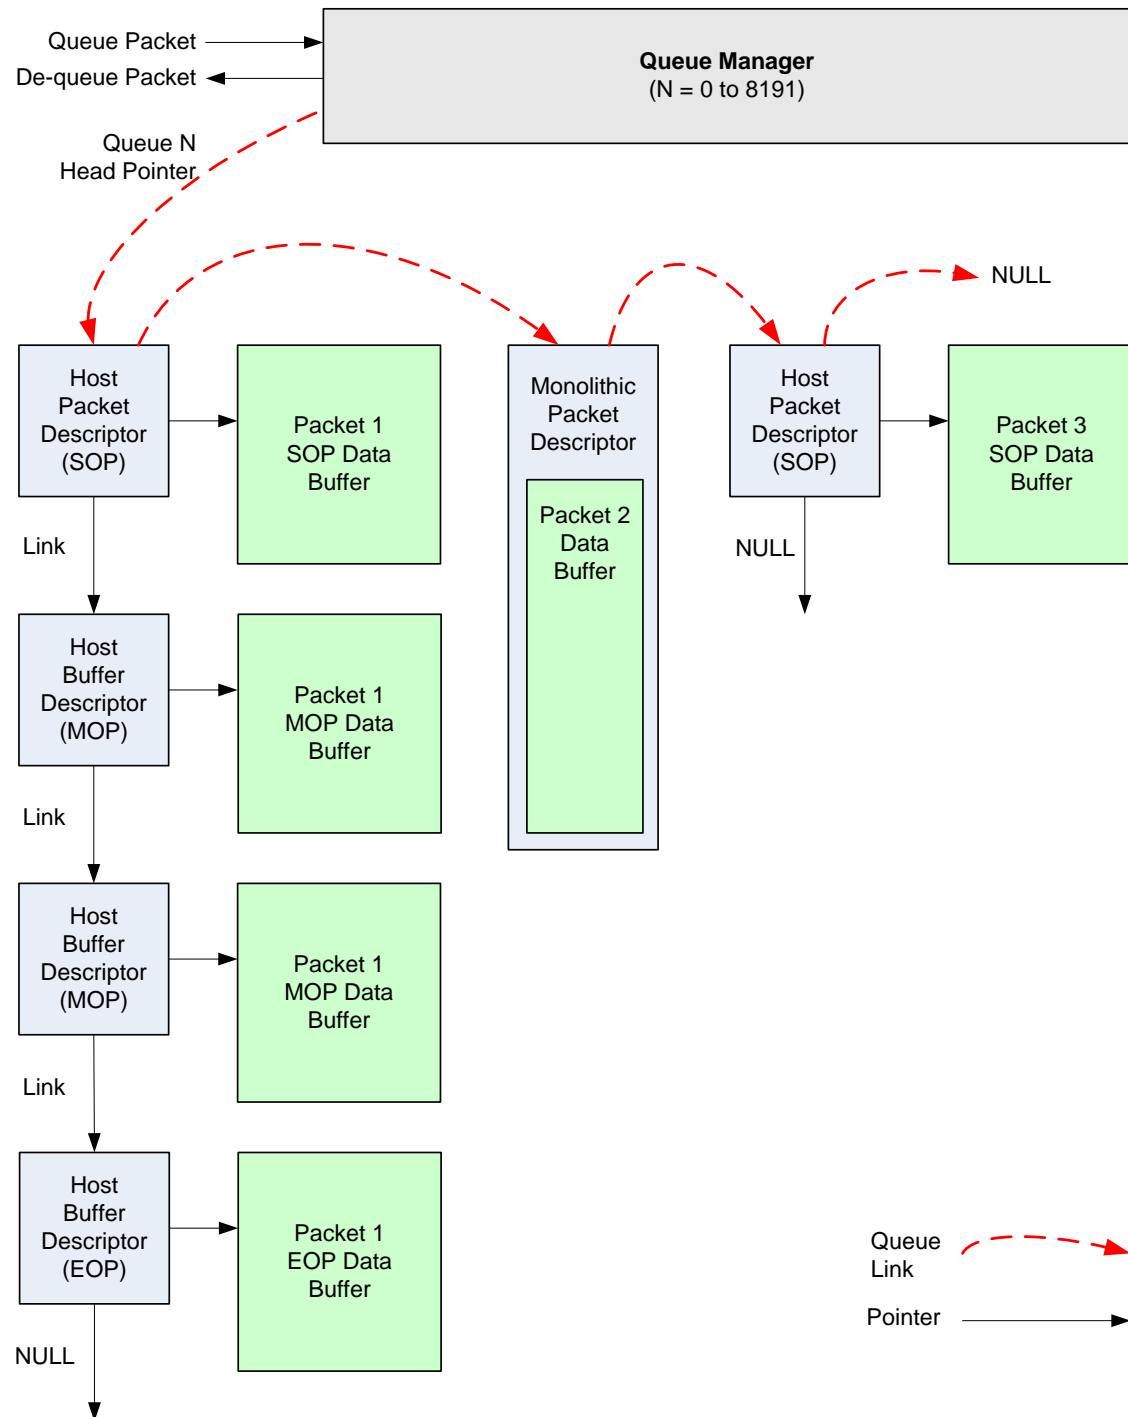 Queue Packet
De-queue Packet
Queue Manager
(N = 0 to 8191)
Queue N
Head Pointer
NULL
Host
Packet
Descriptor
(SOP)
Packet 1
SOP Data
Buffer
Monolithic
Packet
Descriptor
Packet 2
Data
Buffer
Host
Packet
Descriptor
(SOP)
Packet 3
SOP Data
Buffer
Link
NULL
Host
Buffer
Descriptor
(MOP)
Packet 1
MOP Data
Buffer
Link
Host
Buffer
Descriptor
(MOP)
Packet 1
MOP Data
Buffer
Link
Host
Buffer
Descriptor
(EOP)
Packet 1
EOP Data
Buffer
NULL
Queue
Link
Pointer